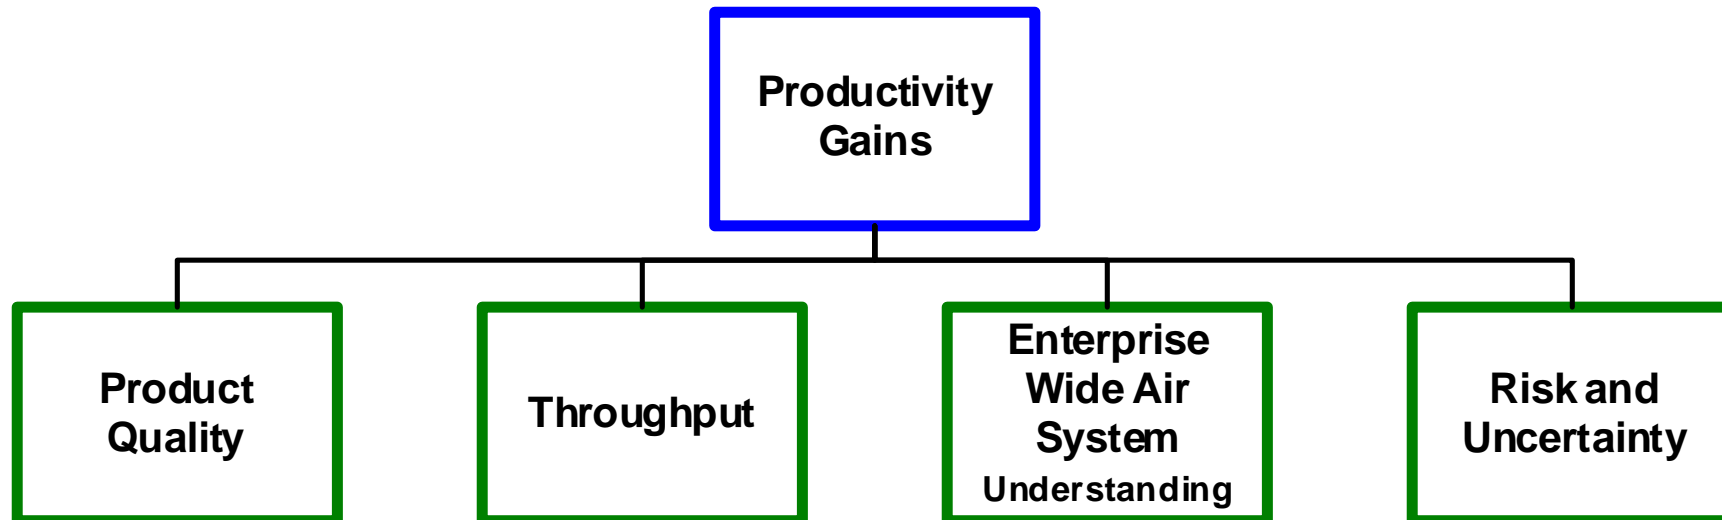 Productivity
Gains
Product
Quality
Throughput
Enterprise
Wide Air
System
Understanding
Risk and
Uncertainty